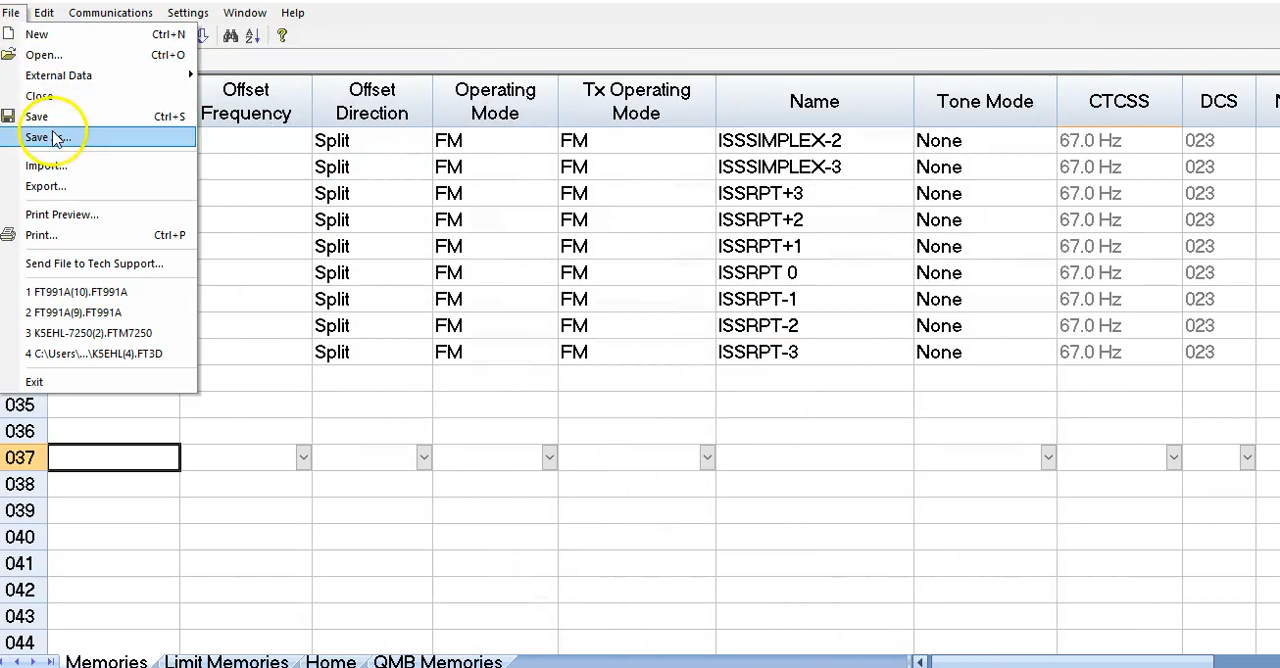 File Edit Communications Settings Window Help
New Ctrl+N
Open... Ctrl+O
External Data
Close
Save Ctrl+S
Save
Import...
Export...
Print Preview...
Print... Ctrl+P
Send File to Tech Support...
1 FT991A(10).FT991A
2 FT991A(9).FT991A
3 K5EHL-7250(2).FTM7250
4 C:\Users\...\K5EHL(4).FT3D
Exit
Offset Frequency Offset Direction Operating Mode Tx Operating Mode Name Tone Mode CTCSS DCS
Split FM FM ISSSIMPLEX-2 None 67.0 Hz 023
Split FM FM ISSSIMPLEX-3 None 67.0 Hz 023
Split FM FM ISSRPT+3 None 67.0 Hz 023
Split FM FM ISSRPT+2 None 67.0 Hz 023
Split FM FM ISSRPT+1 None 67.0 Hz 023
Split FM FM ISSRPT 0 None 67.0 Hz 023
Split FM FM ISSRPT-1 None 67.0 Hz 023
Split FM FM ISSRPT-2 None 67.0 Hz 023
Split FM FM ISSRPT-3 None 67.0 Hz 023
035
036
037
038
039
040
041
042
043
044
Memories Limit Memories Home QMB Memories